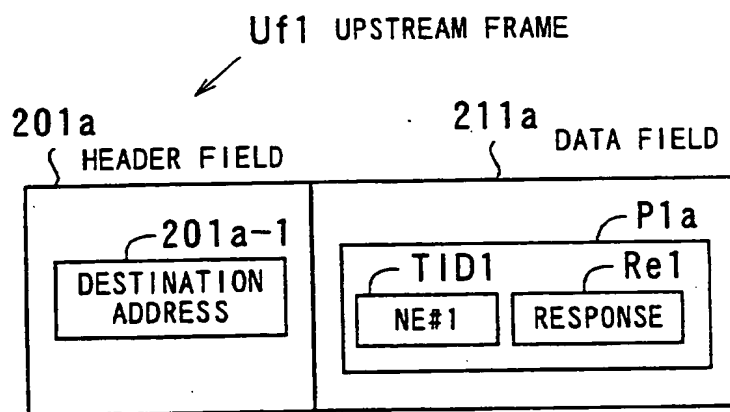 Uf1 UPSTREAM FRAME
201a HEADER FIELD
211a DATA FIELD
201a-1
DESTINATION
ADDRESS
P1a
TID1
NE#1
Re1
RESPONSE